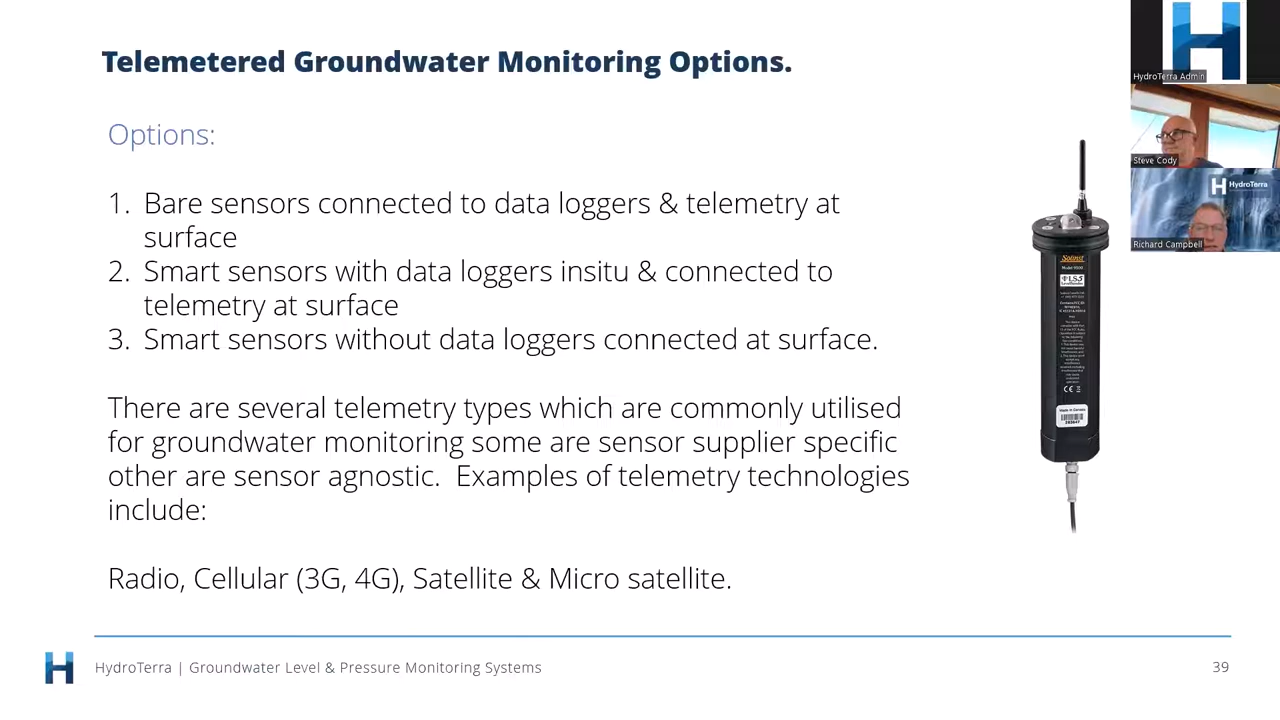 Telemetered Groundwater Monitoring Options.
Options:
1. Bare sensors connected to data loggers & telemetry at
surface
2. Smart sensors with data loggers insitu & connected to
telemetry at surface
3. Smart sensors without data loggers connected at surface.
There are several telemetry types which are commonly utilised
for groundwater monitoring some are sensor supplier specific
other are sensor agnostic. Examples of telemetry technologies
include:
Radio, Cellular (3G, 4G), Satellite & Micro satellite.
HydroTerra | Groundwater Level & Pressure Monitoring Systems
39
HydroTerra Admin
Steve Cody
HydroTerra
Richard Campbell
Solinst
Made in Canada